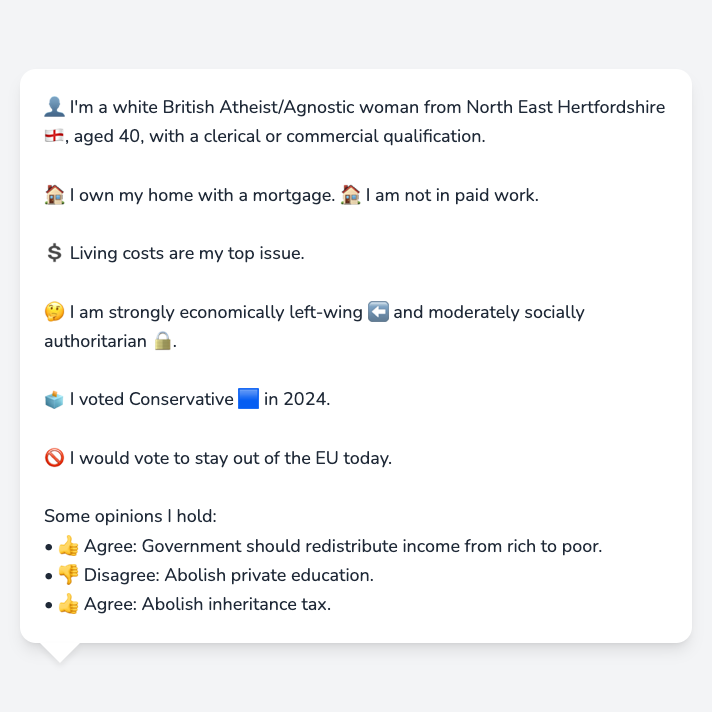 👤 I'm a white British Atheist/Agnostic woman from North East Hertfordshire
🏴󠁧󠁢󠁥󠁮󠁧󠁿, aged 40, with a clerical or commercial qualification.
🏠 I own my home with a mortgage. 🏠 I am not in paid work.
💲 Living costs are my top issue.
🤔 I am strongly economically left-wing ⬅️ and moderately socially
authoritarian 🔒.
🗳️ I voted Conservative 🟦 in 2024.
🚫 I would vote to stay out of the EU today.
Some opinions I hold:
• 👍 Agree: Government should redistribute income from rich to poor.
• 👎 Disagree: Abolish private education.
• 👍 Agree: Abolish inheritance tax.